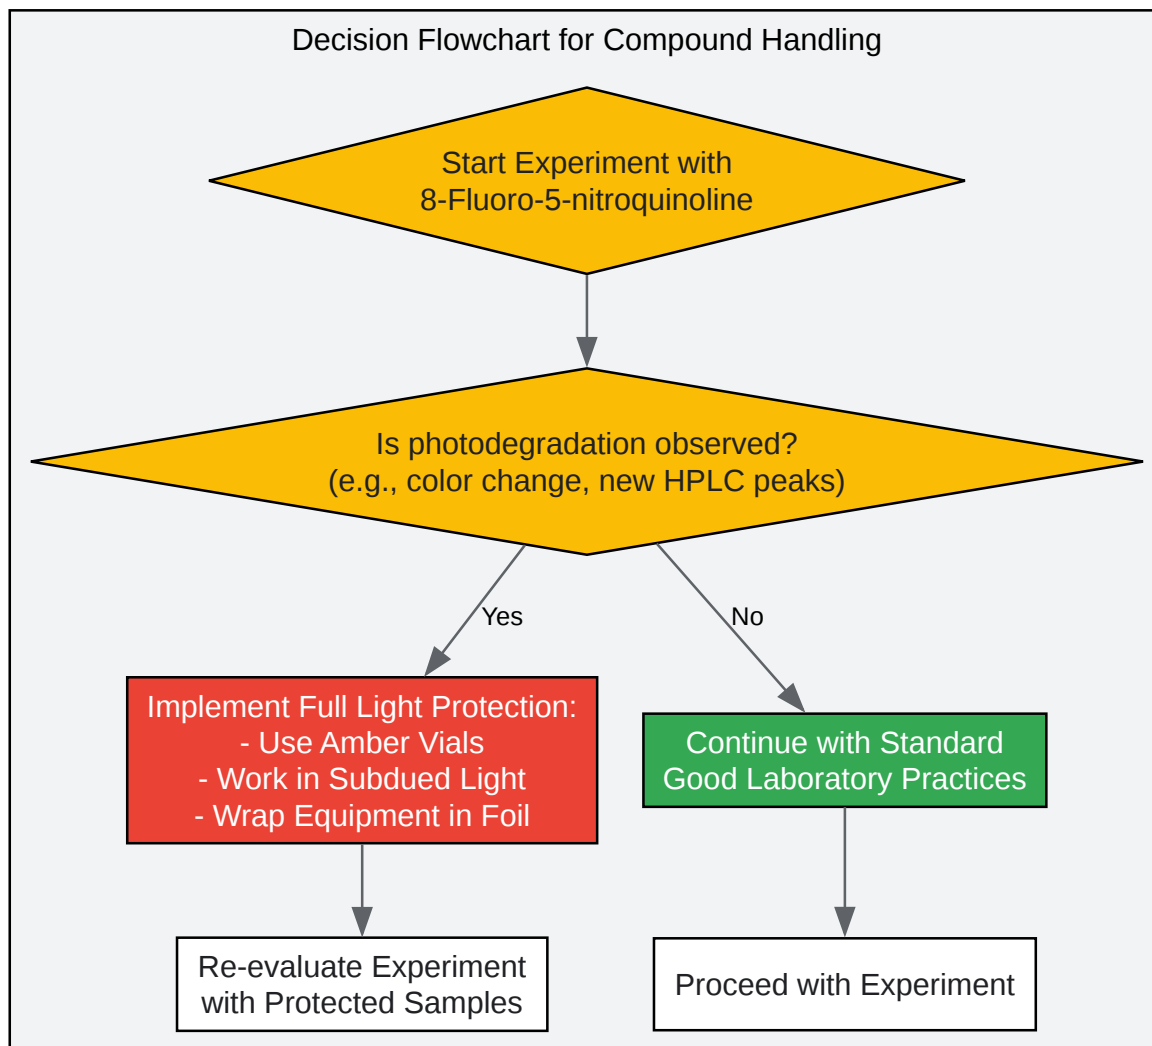 Decision Flowchart for Compound Handling
Start Experiment with
8-Fluoro-5-nitroquinoline
Is photodegradation observed?
(e.g., color change, new HPLC peaks)
Yes
No
Implement Full Light Protection:
- Use Amber Vials
- Work in Subdued Light
- Wrap Equipment in Foil
Continue with Standard
Good Laboratory Practices
Re-evaluate Experiment
with Protected Samples
Proceed with Experiment